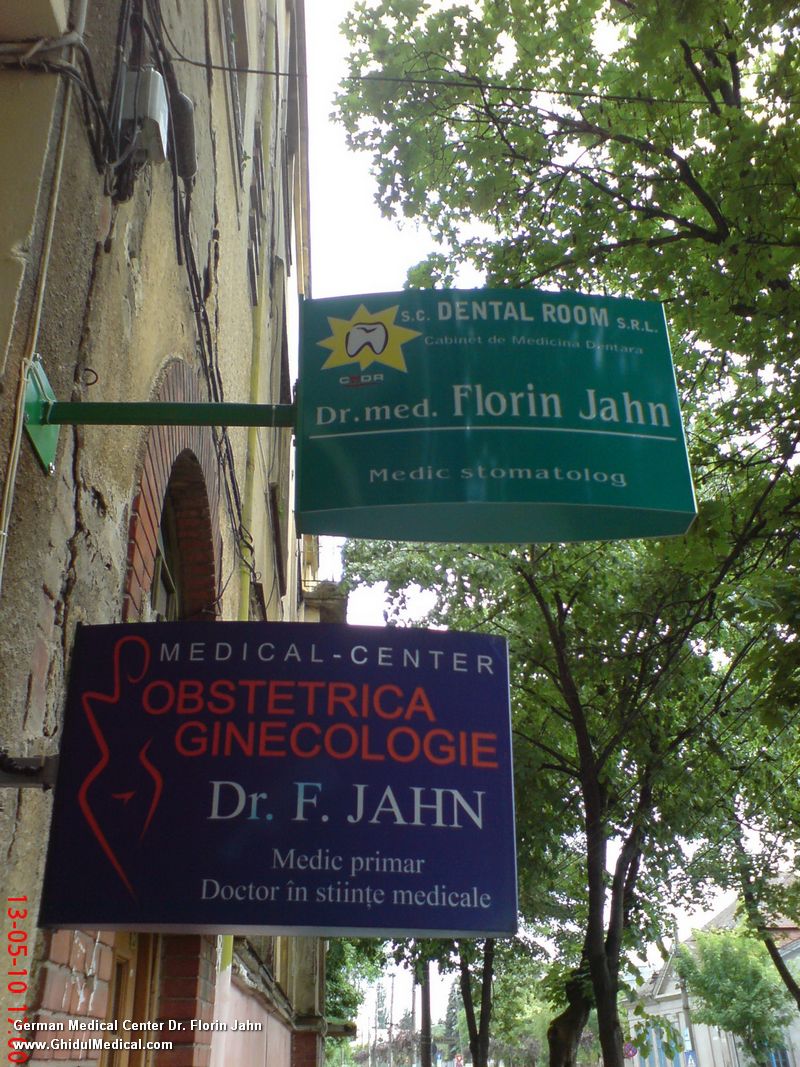 S.C. DENTAL ROOM S.R.L.
Cabinet de Medicina Dentara
Dr.med. Florin Jahn
Medic stomatolog
MEDICAL-CENTER
OBSTETRICA
GINECOLOGIE
Dr. F. JAHN
Medic primar
Doctor în stiințe medicale
13-05-10
German Medical Center Dr. Florin Jahn
www.GhidulMedical.com